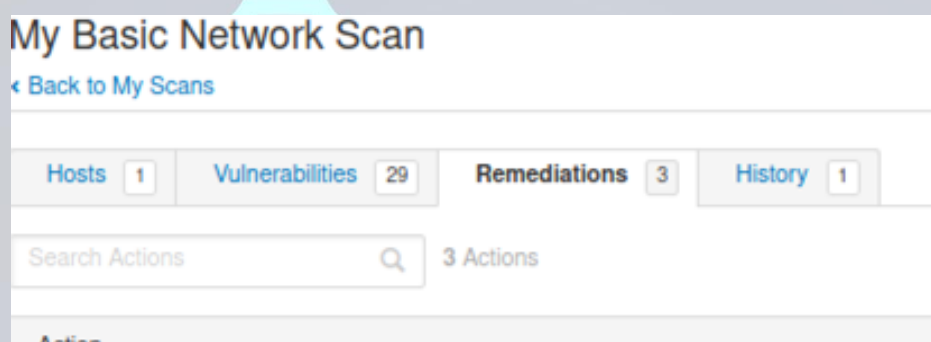 My Basic Network Scan
‹ Back to My Scans
Hosts 1 Vulnerabilities 29 Remediations 3 History 1
Search Actions 3 Actions
Action